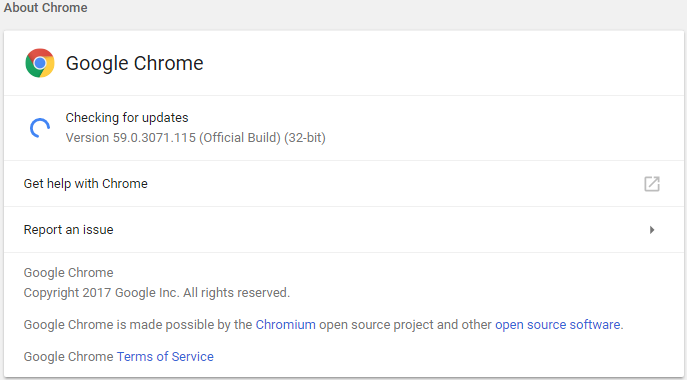 About Chrome
Google Chrome
Checking for updates
Version 59.0.3071.115 (Official Build) (32-bit)
Get help with Chrome
Report an issue
Google Chrome
Copyright 2017 Google Inc. All rights reserved.
Google Chrome is made possible by the Chromium open source project and other open source software.
Google Chrome Terms of Service